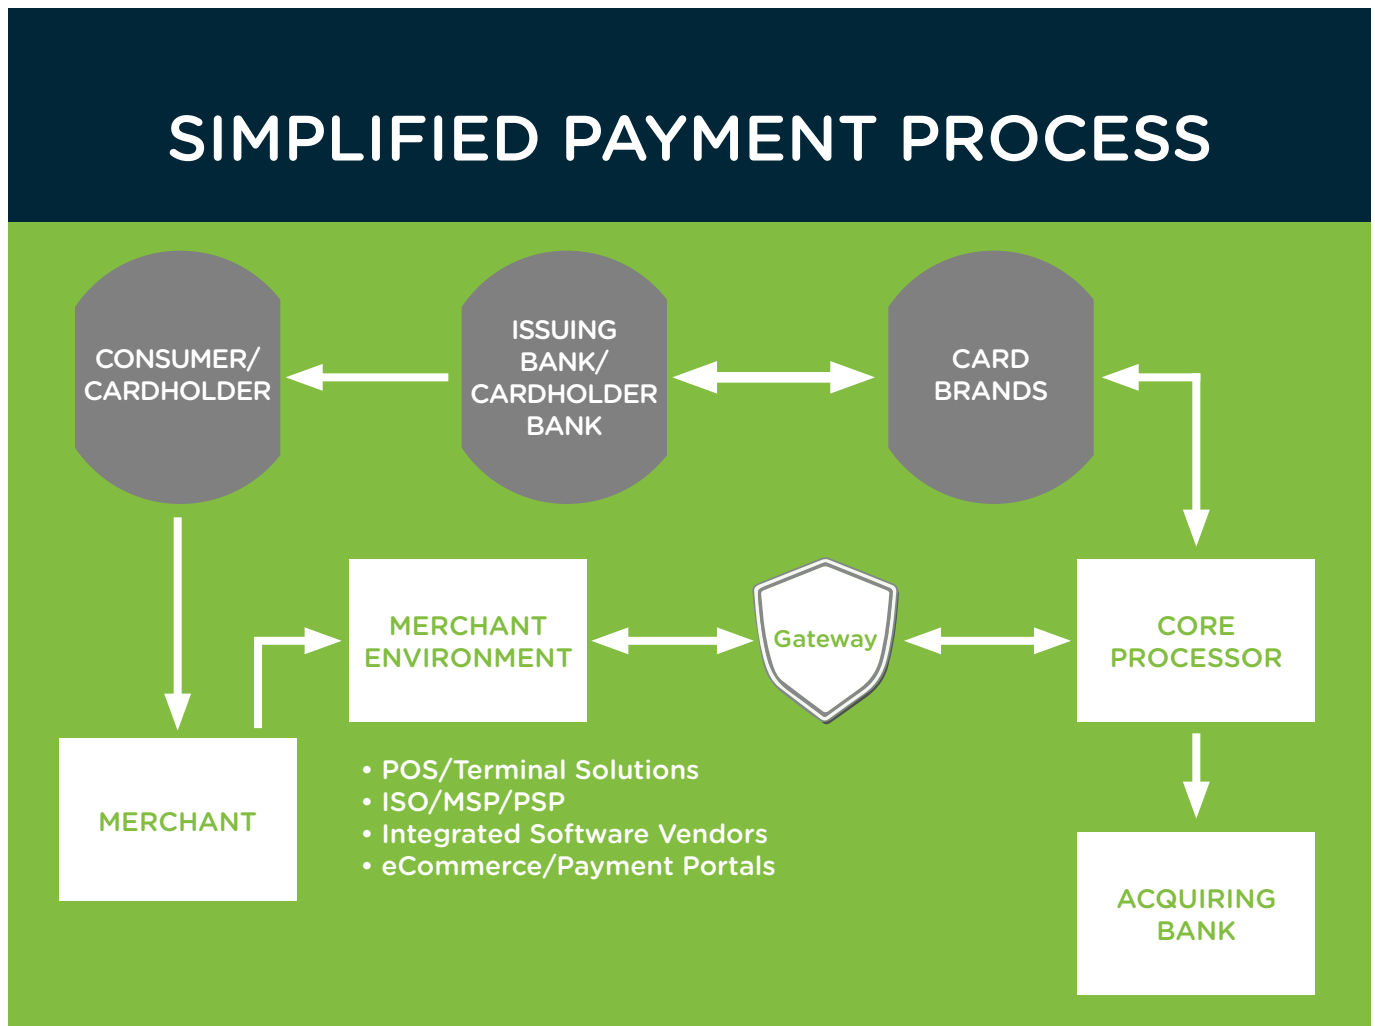 SIMPLIFIED PAYMENT PROCESS
CONSUMER/
CARDHOLDER
ISSUING
BANK/
CARDHOLDER
BANK
CARD
BRANDS
MERCHANT
ENVIRONMENT
Gateway
CORE
PROCESSOR
• POS/Terminal Solutions
• ISO/MSP/PSP
• Integrated Software Vendors
• eCommerce/Payment Portals
MERCHANT
ACQUIRING
BANK